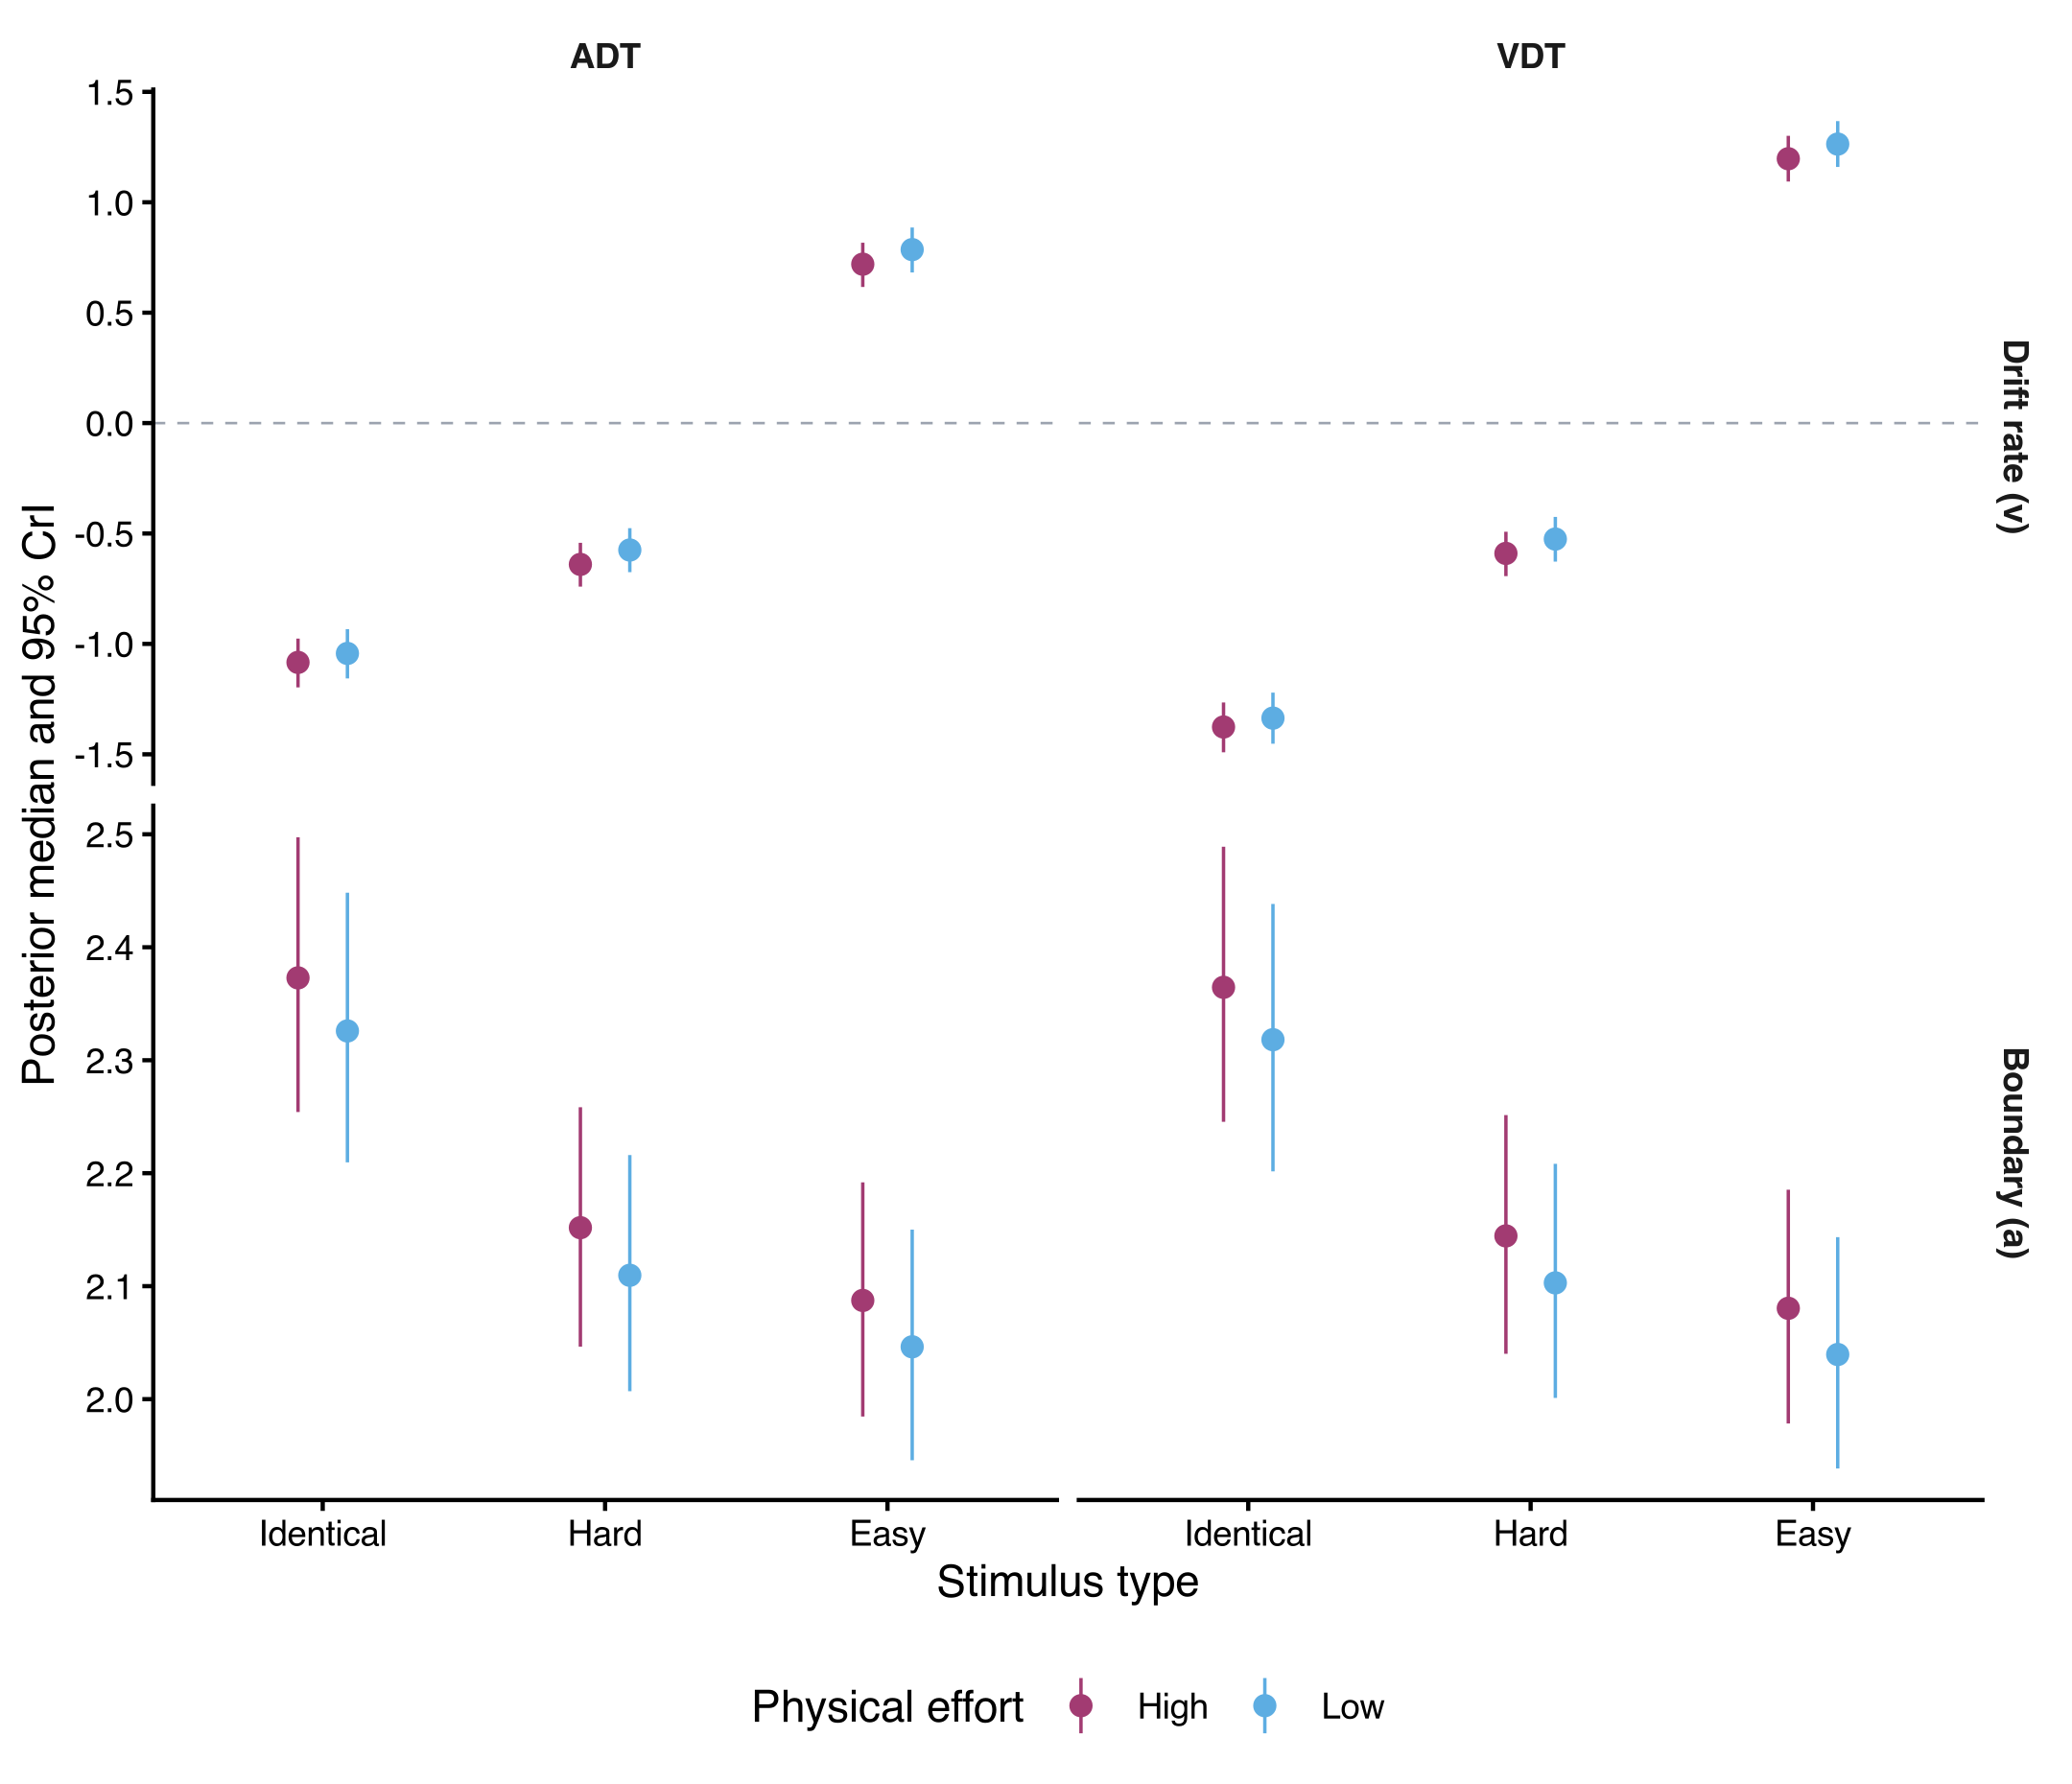 ADT
VDT
1.5
1.0
0.5
0.0
-0.5
-1.0
-1.5
Drift rate (v)
2.5
2.4
2.3
2.2
2.1
2.0
Boundary (a)
Posterior median and 95% CrI
Identical
Hard
Easy
Identical
Hard
Easy
Stimulus type
Physical effort
High
Low